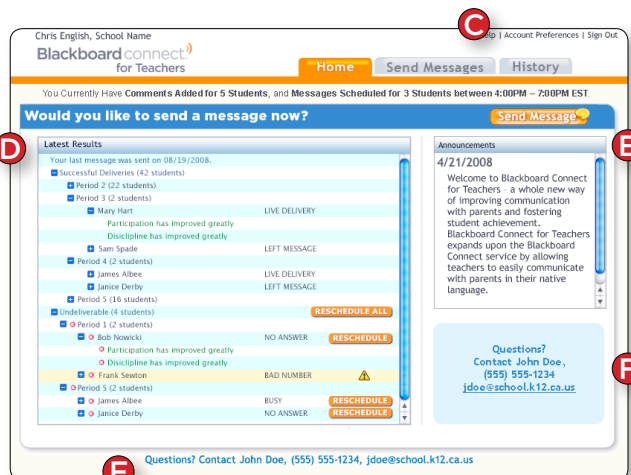 C
Chris English, School Name
elp | Account Preferences | Sign Out
Blackboard connect.
for Teachers
Home Send Messages History
You Currently Have Comments Added for 5 Students, and Messages Scheduled for 3 Students between 4:00PM – 7:00PM EST.
Would you like to send a message now? Send Message
D
E
Latest Results
Your last message was sent on 08/19/2008.
Successful Deliveries (42 students)
Period 2 (22 students)
Period 3 (2 students)
Mary Hart LIVE DELIVERY
Participation has improved greatly
Disiclipline has improved greatly
Sam Spade LEFT MESSAGE
Period 4 (2 students)
James Albee LIVE DELIVERY
Janice Derby LEFT MESSAGE
Period 5 (16 students)
Undeliverable (4 students) RESCHEDULE ALL
Period 1 (2 students)
Bob Nowicki NO ANSWER RESCHEDULE
Participation has improved greatly
Disiclipline has improved greatly
Frank Sewton BAD NUMBER
Period 5 (2 students)
James Albee BUSY RESCHEDULE
Janice Derby NO ANSWER RESCHEDULE
Announcements
4/21/2008
Welcome to Blackboard Connect
for Teachers - a whole new way
of improving communication
with parents and fostering
student achievement.
Blackboard Connect for Teachers
expands upon the Blackboard
Connect service by allowing
teachers to easily communicate
with parents in their native
language.
Questions?
Contact John Doe,
(555) 555-1234
jdoe@school.k12.ca.us
F
Questions? Contact John Doe, (555) 555-1234, jdoe@school.k12.ca.us